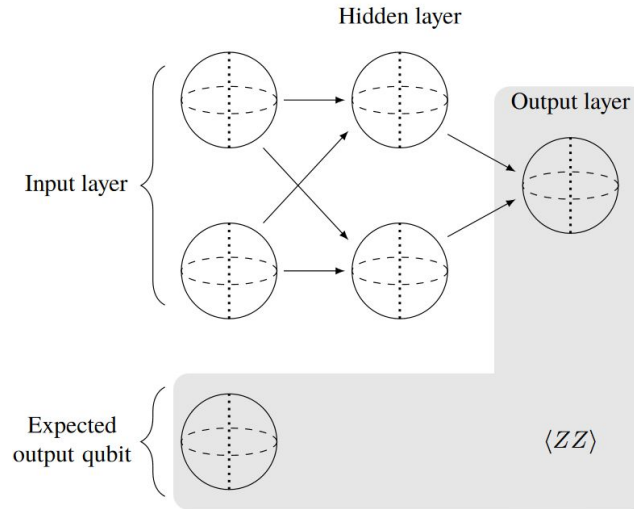 Hidden layer
Output layer
Input layer
Expected
output qubit
⟨ZZ⟩